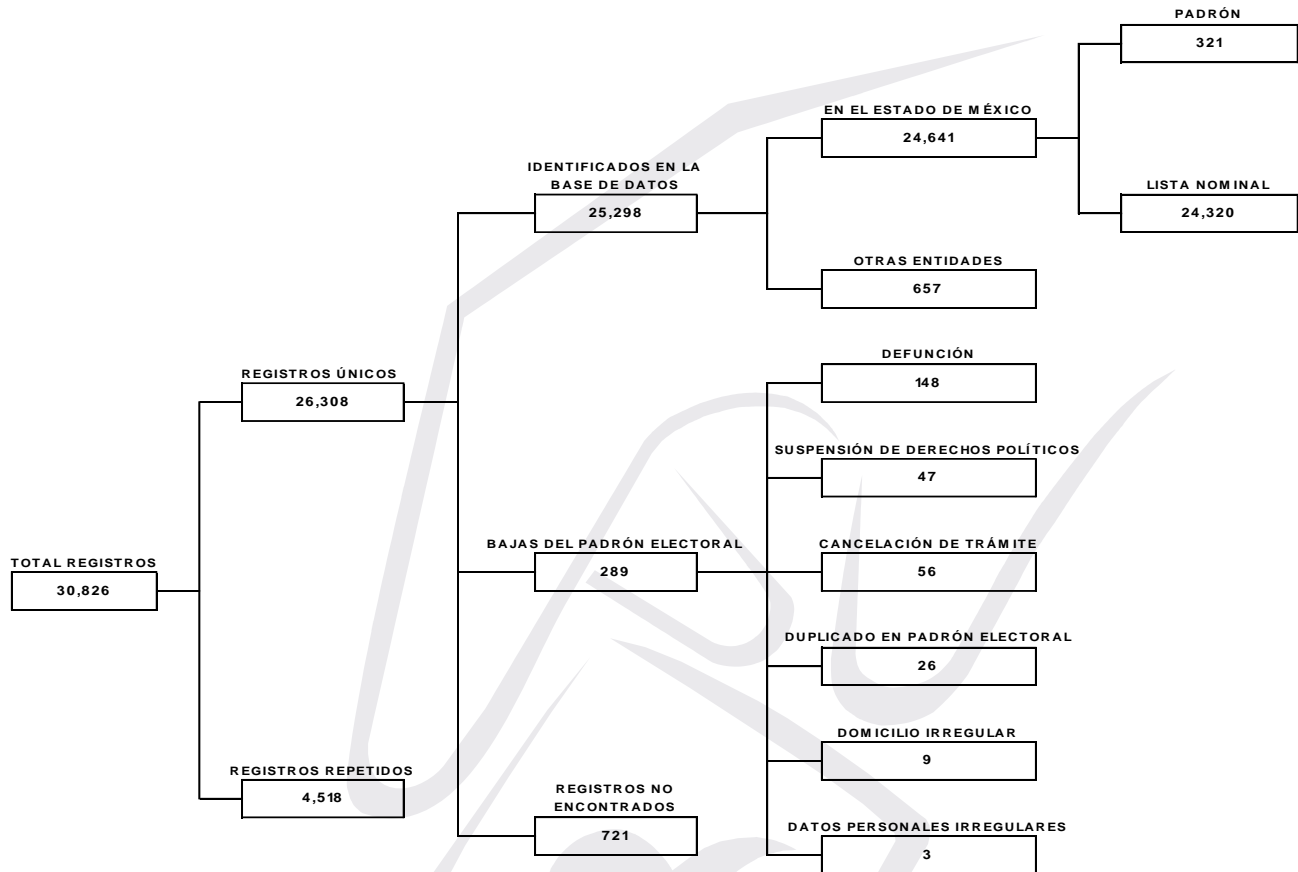 PADRÓN
321
EN EL ESTADO DE MÉXICO
24,641
IDENTIFICADOS EN LA
BASE DE DATOS
25,298
LISTA NOMINAL
24,320
OTRAS ENTIDADES
657
DEFUNCIÓN
148
REGISTROS ÚNICOS
26,308
SUSPENSIÓN DE DERECHOS POLÍTICOS
47
BAJAS DEL PADRÓN ELECTORAL
289
CANCELACIÓN DE TRÁMITE
56
TOTAL REGISTROS
30,826
DUPLICADO EN PADRÓN ELECTORAL
26
DOMICILIO IRREGULAR
9
REGISTROS REPETIDOS
4,518
REGISTROS NO
ENCONTRADOS
721
DATOS PERSONALES IRREGULARES
3